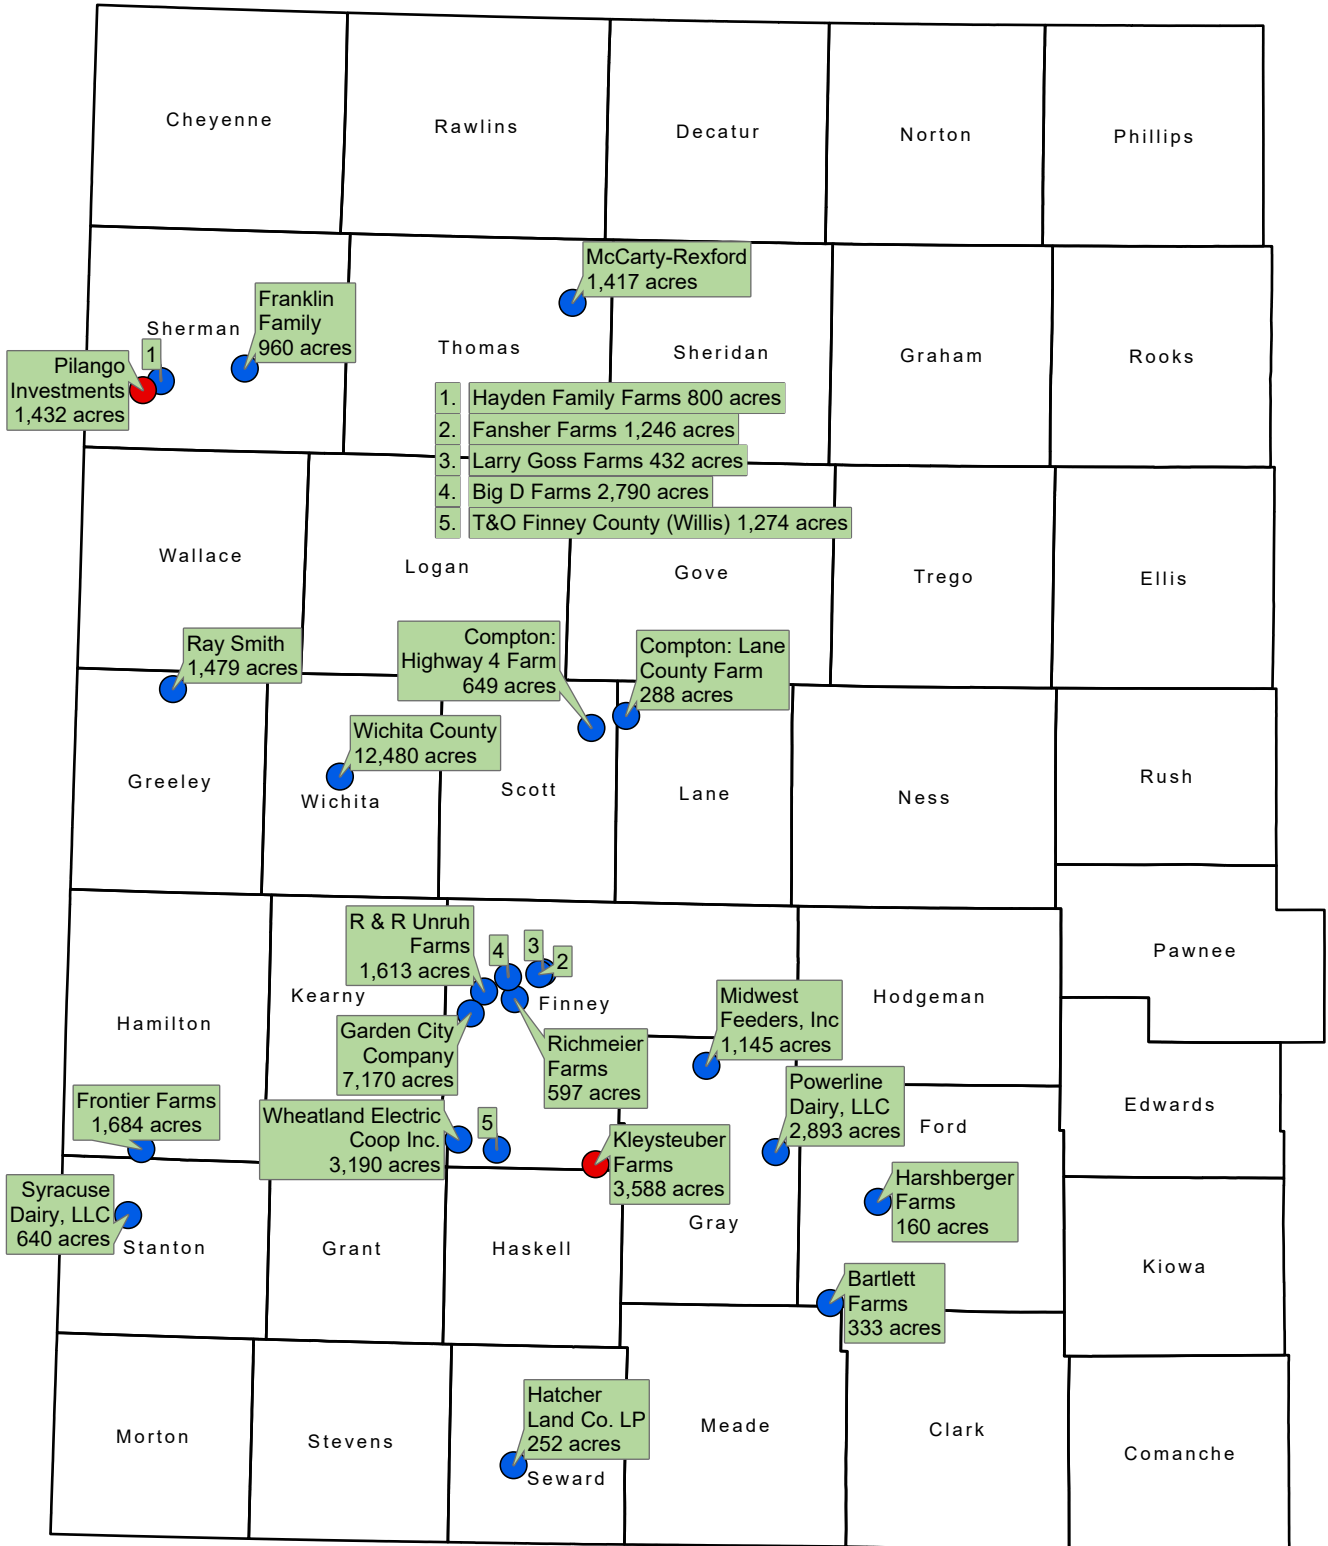 Cheyenne
Rawlins
Decatur
Norton
Phillips
McCarty-Rexford
1,417 acres
Franklin
Family
960 acres
Sherman
1
Pilango
Investments
1,432 acres
Thomas
Sheridan
Graham
Rooks
1. Hayden Family Farms 800 acres
2. Fansher Farms 1,246 acres
3. Larry Goss Farms 432 acres
4. Big D Farms 2,790 acres
5. T&O Finney County (Willis) 1,274 acres
Wallace
Logan
Gove
Trego
Ellis
Ray Smith
1,479 acres
Compton:
Highway 4 Farm
649 acres
Compton: Lane
County Farm
288 acres
Wichita County
12,480 acres
Greeley
Wichita
Scott
Lane
Ness
Rush
R & R Unruh
Farms
1,613 acres
4
3
2
Pawnee
Hamilton
Kearny
Finney
Hodgeman
Garden City
Company
7,170 acres
Richmeier
Farms
597 acres
Midwest
Feeders, Inc
1,145 acres
Powerline
Dairy, LLC
2,893 acres
Ford
Edwards
Frontier Farms
1,684 acres
Wheatland Electric
Coop Inc.
3,190 acres
5
Kleysteuber
Farms
3,588 acres
Harshberger
Farms
160 acres
Syracuse
Dairy, LLC
640 acres
Stanton
Grant
Haskell
Gray
Kiowa
Bartlett
Farms
333 acres
Hatcher
Land Co. LP
252 acres
Morton
Stevens
Seward
Meade
Clark
Comanche